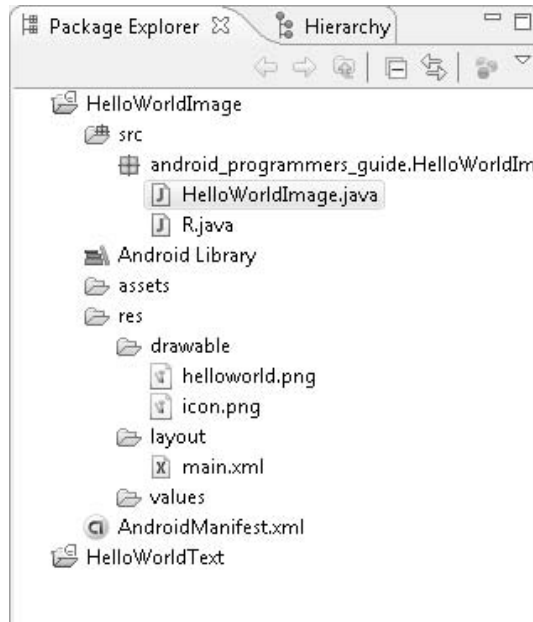 Package Explorer Hierarchy
HelloWorldImage
src
android_programmers_guide.HelloWorldIm
HelloWorldImage.java
R.java
Android Library
assets
res
drawable
helloworld.png
icon.png
layout
main.xml
values
AndroidManifest.xml
HelloWorldText